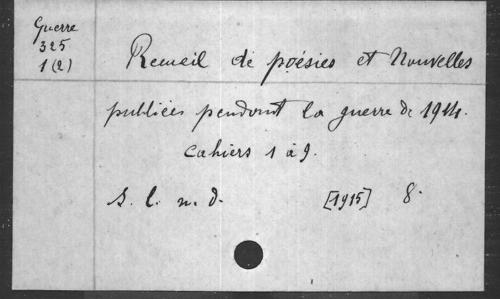 Guerre
325
1(2)
Recueil de poésies et Nouvelles
publiées pendant la guerre de 1914.
Cahiers 1 à 9.
S. l. n. d. [1915] 8°